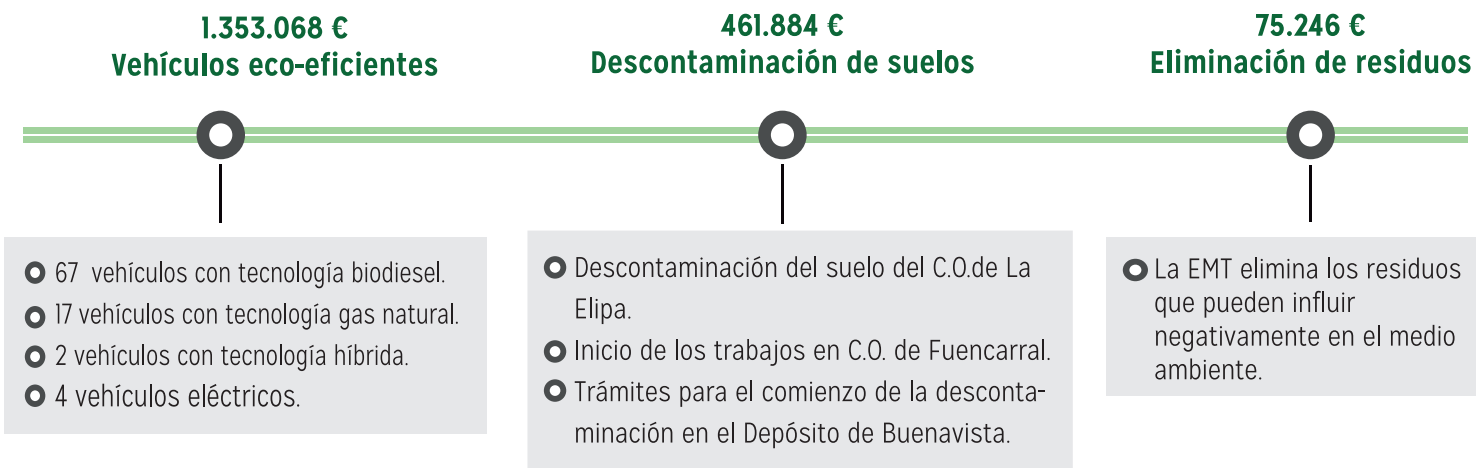 1.353.068 €
Vehículos eco-eficientes
67 vehículos con tecnología biodiesel.
17 vehículos con tecnología gas natural.
2 vehículos con tecnología híbrida.
4 vehículos eléctricos.
461.884 €
Descontaminación de suelos
Descontaminación del suelo del C.O.de La
Elipa.
Inicio de los trabajos en C.O. de Fuencarral.
Trámites para el comienzo de la desconta-
minación en el Depósito de Buenavista.
75.246 €
Eliminación de residuos
La EMT elimina los residuos
que pueden influir
negativamente en el medio
ambiente.